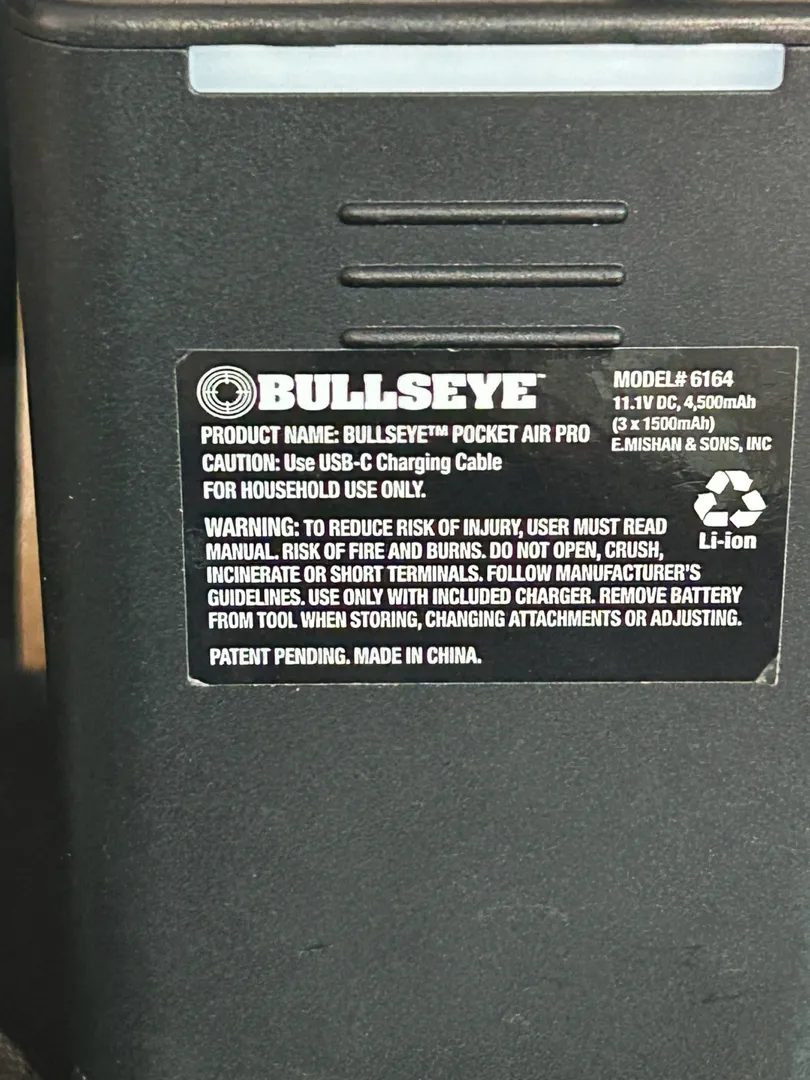 BULLSEYE™
MODEL# 6164
11.1V DC, 4,500mAh
(3 x 1500mAh)
E.MISHAN & SONS, INC
PRODUCT NAME: BULLSEYE™ POCKET AIR PRO
CAUTION: Use USB-C Charging Cable
FOR HOUSEHOLD USE ONLY.
Li-ion
WARNING: TO REDUCE RISK OF INJURY, USER MUST READ
MANUAL. RISK OF FIRE AND BURNS. DO NOT OPEN, CRUSH,
INCINERATE OR SHORT TERMINALS. FOLLOW MANUFACTURER'S
GUIDELINES. USE ONLY WITH INCLUDED CHARGER. REMOVE BATTERY
FROM TOOL WHEN STORING, CHANGING ATTACHMENTS OR ADJUSTING.
PATENT PENDING. MADE IN CHINA.